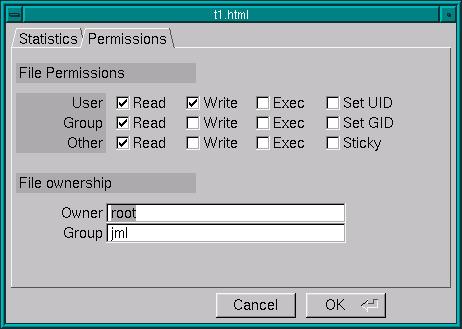 t1.html
Statistics Permissions
File Permissions
User Read Write Exec Set UID
Group Read Write Exec Set GID
Other Read Write Exec Sticky
File ownership
Owner root
Group jml
Cancel OK